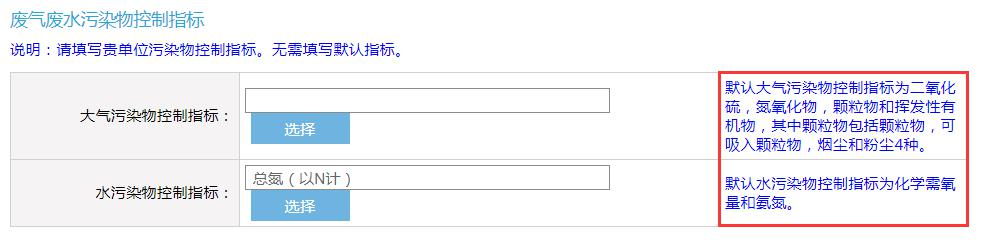 废气废水污染物控制指标
说明：请填写贵单位污染物控制指标。无需填写默认指标。
大气污染物控制指标：
选择
默认大气污染物控制指标为二氧化
硫，氮氧化物，颗粒物和挥发性有
机物，其中颗粒物包括颗粒物，可
吸入颗粒物，烟尘和粉尘4种。
水污染物控制指标：
总氮（以N计）
选择
默认水污染物控制指标为化学需氧
量和氨氮。